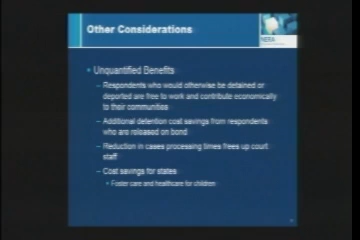 Other Considerations
NERA
• Unquantified Benefits
– Respondents who would otherwise be detained or
deported are free to work and contribute economically
to their communities
– Additional detention cost savings from respondents
who are released on bond
– Reduction in cases processing times frees up court
staff
– Cost savings for states
• Foster care and healthcare for children